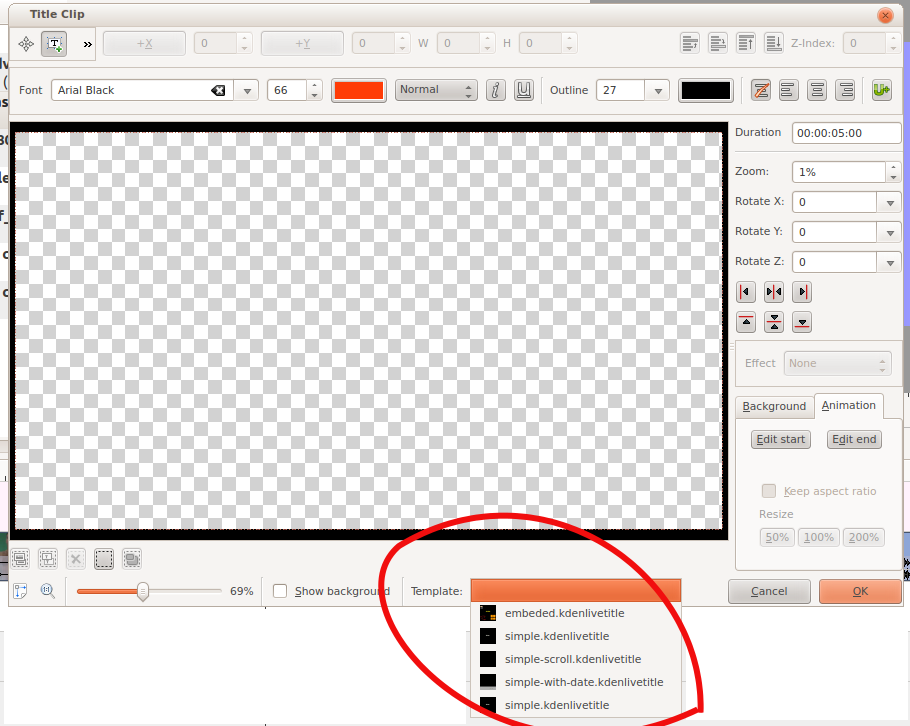 Title Clip
T » +X 0 +Y 0 W 0 H 0 Z-Index: 0
Font Arial Black 66 Normal i U Outline 27
Duration 00:00:05:00
Zoom: 1%
Rotate X: 0
Rotate Y: 0
Rotate Z: 0
Effect None
Background Animation
Edit start Edit end
Keep aspect ratio
Resize
50% 100% 200%
69% Show background Template: Cancel OK
embeded.kdenlivetitle
simple.kdenlivetitle
simple-scroll.kdenlivetitle
simple-with-date.kdenlivetitle
simple.kdenlivetitle